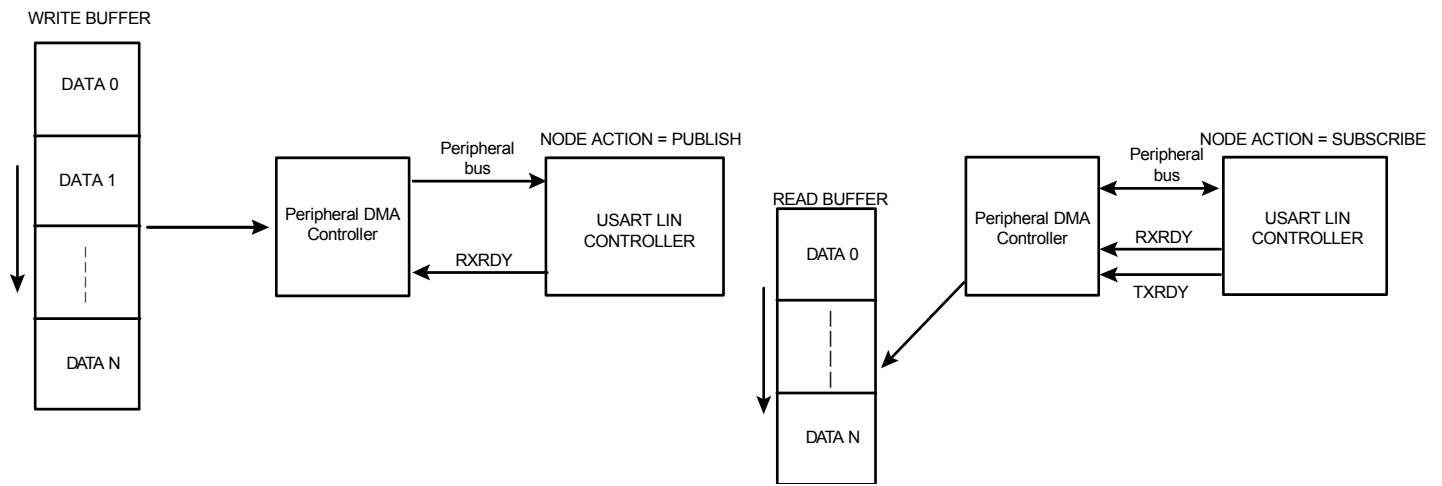 WRITE BUFFER
DATA 0
DATA 1
DATA N
Peripheral DMA
Controller
Peripheral
bus
RXRDY
NODE ACTION = PUBLISH
USART LIN
CONTROLLER
READ BUFFER
DATA 0
DATA N
Peripheral DMA
Controller
Peripheral
bus
RXRDY
TXRDY
NODE ACTION = SUBSCRIBE
USART LIN
CONTROLLER